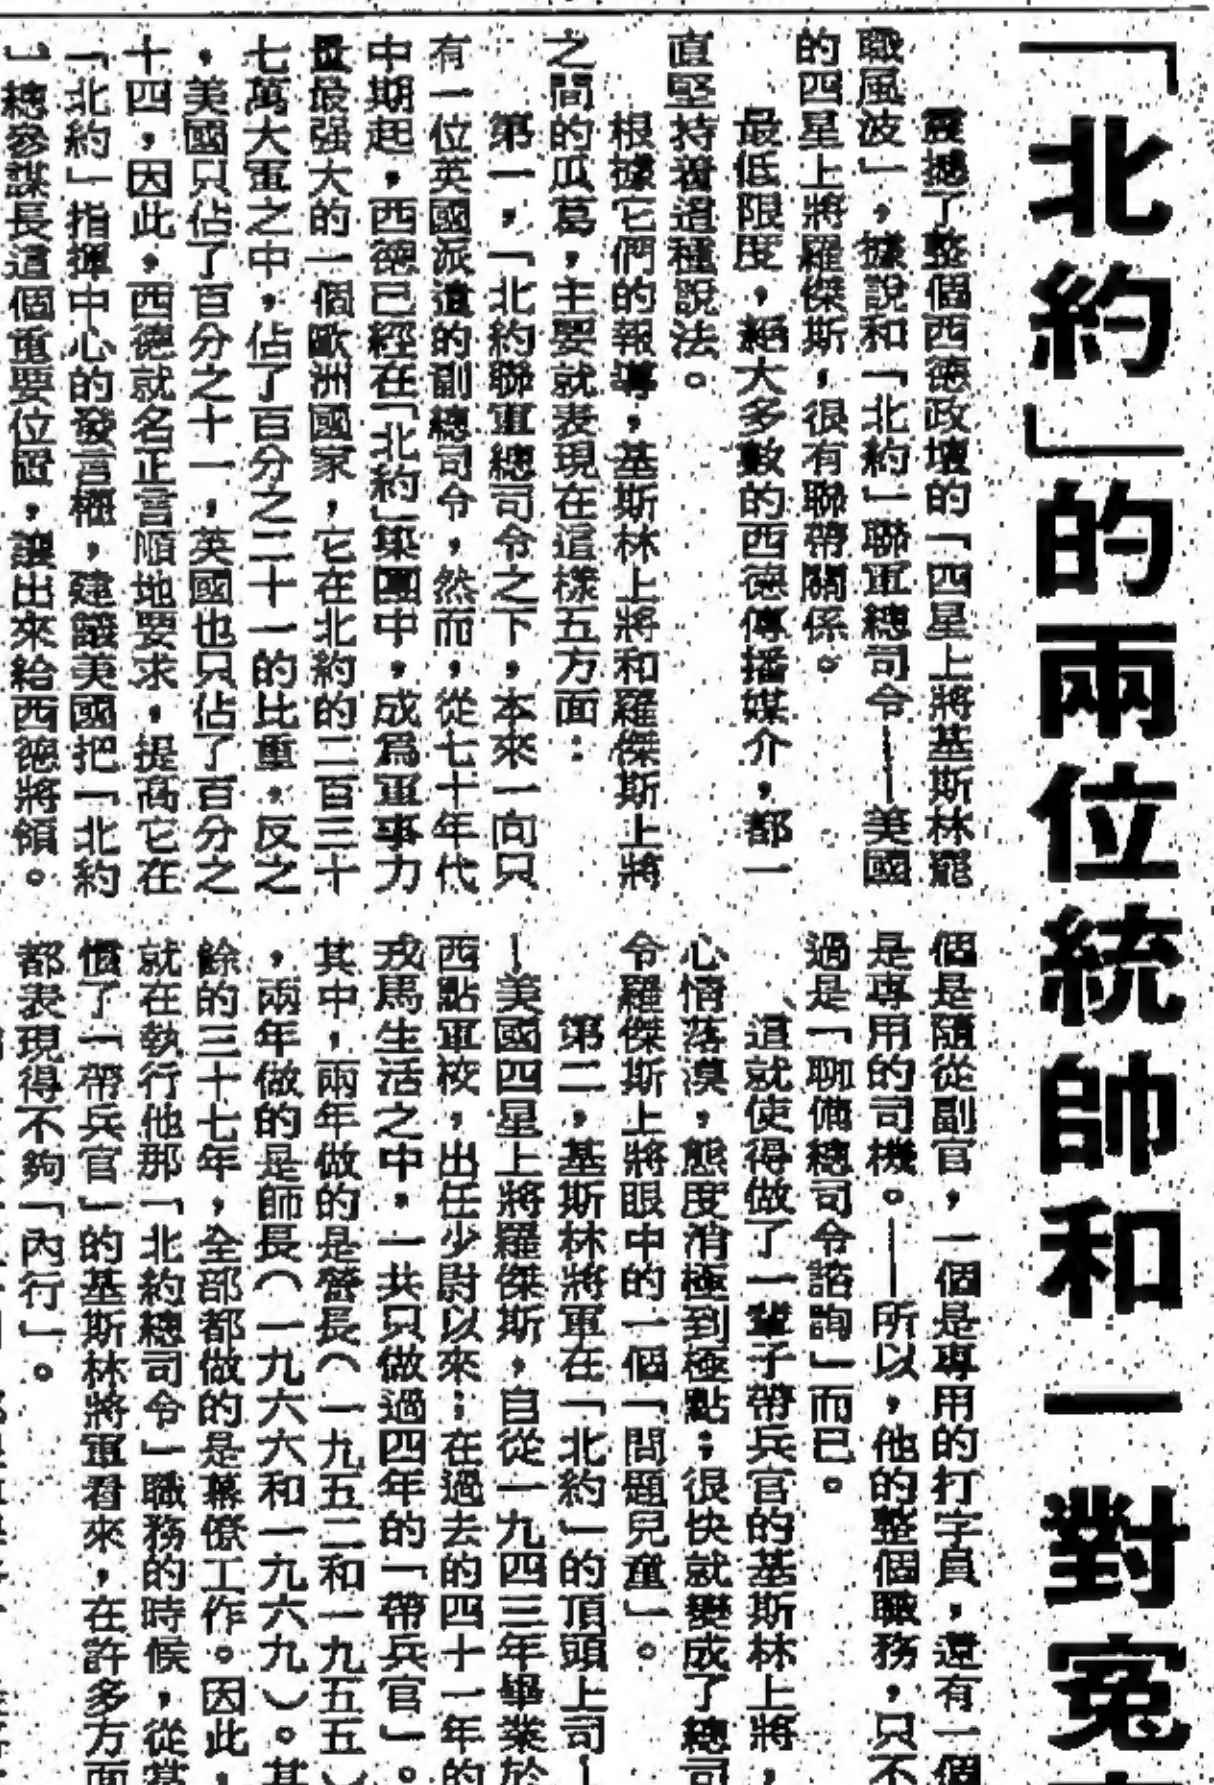 「北約」的兩位統帥和一對冤
震撼了整個西德政壇的「四星上將基斯林罷
職風波」，據說和「北約」聯軍總司令——美國
的四星上將羅傑斯，很有聯帶關係。
最低限度，絕大多數的西德傳播媒介，都一
直堅持着這種說法。
根據它們的報導，基斯林上將和羅傑斯上將
之間的瓜葛，主要就表現在這樣五方面：
第一，「北約聯軍總司令之下，本來一向只
有一位英國派遣的副總司令，然而，從七十年代
中期起，西德已經在「北約」集團中，成爲軍事力
量最强大的一個歐洲國家，它在北約的二百三十
七萬大軍之中，佔了百分之二十一的比重，反之
，美國只佔了百分之十一，英國也只佔了百分之
十四，因此，西德就名正言順地要求，提高它在
「北約」指揮中心的發言權，建議美國把「北約
」總參謀長這個重要位置，讓出來給西德將領。
個是隨從副官，一個是專用的打字員，還有一個
是專用的司機。——所以，他的整個職務，只不
過是「聊備總司令諮詢」而已。
這就使得做了一輩子帶兵官的基斯林上將，
心情落漠，態度消極到極點；很快就變成了總司
令羅傑斯上將眼中的一個「問題兒童」。
第二，基斯林將軍在「北約」的頂頭上司—
—美國四星上將羅傑斯，自從一九四三年畢業於
西點軍校，出任少尉以來；在過去的四十一年的
戎馬生活之中，一共只做過四年的「帶兵官」。
其中，兩年做的是營長（一九五二和一九五五）
，兩年做的是師長（一九六六和一九六九）。其
餘的三十七年，全部都做的是幕僚工作。因此，
就在執行他那「北約總司令」職務的時候，從當
慣了「帶兵官」的基斯林將軍看來，在許多方面
都表現得不夠「內行」。